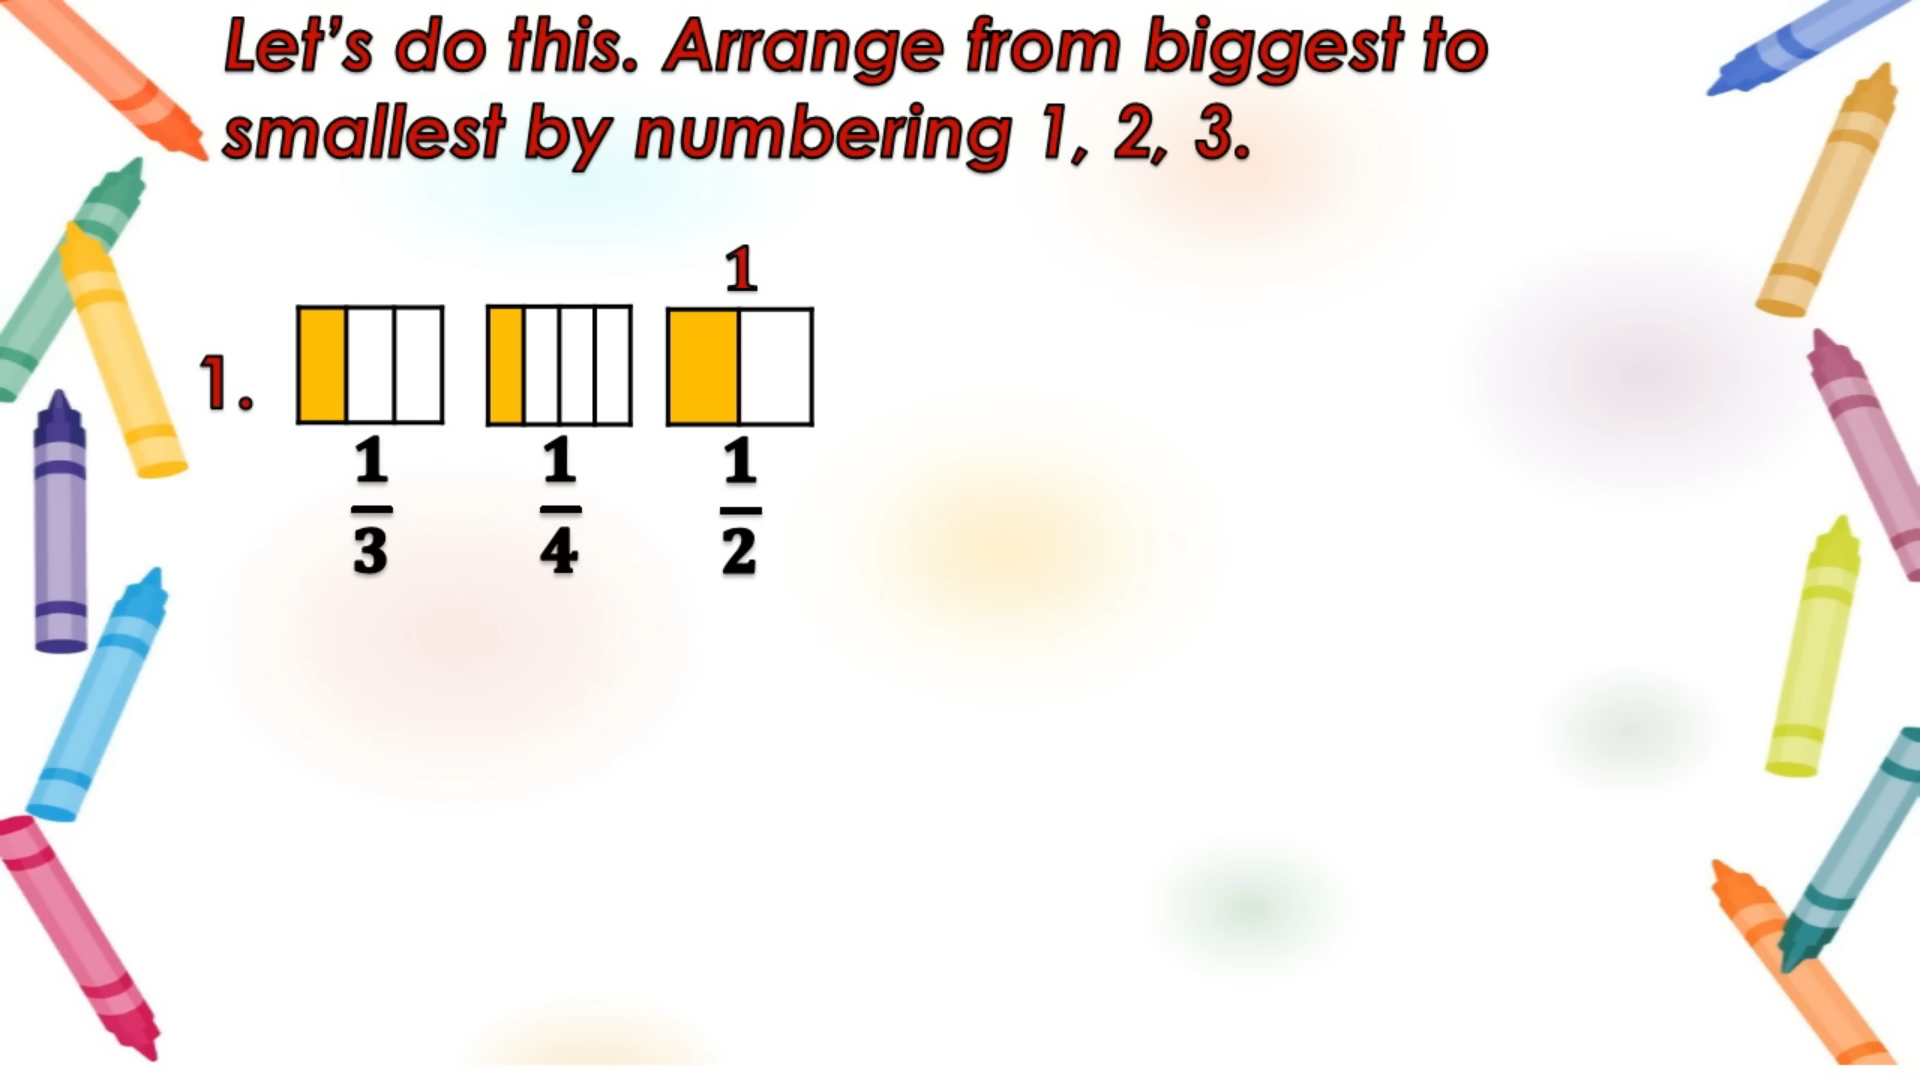 Let’s do this. Arrange from biggest to
smallest by numbering 1, 2, 3.
1
1.
1 1 1
3 4 2